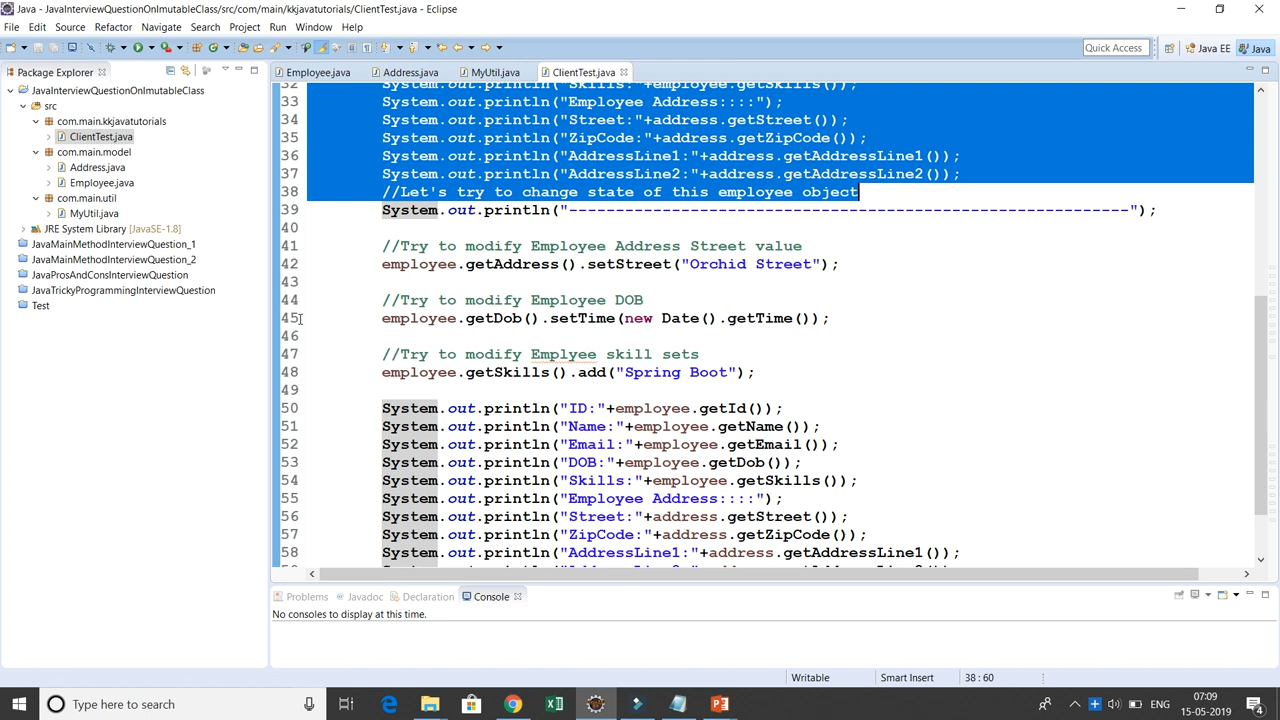 Java - JavaInterviewQuestionOnImutableClass/src/com/main/kkjavatutorials/ClientTest.java - Eclipse
File Edit Source Refactor Navigate Search Project Run Window Help
Quick Access
Java EE
Java
Package Explorer
JavaInterviewQuestionOnImutableClass
src
com.main.kkjavatutorials
ClientTest.java
com.main.model
Address.java
Employee.java
com.main.util
MyUtil.java
JRE System Library [JavaSE-1.8]
JavaMainMethodInterviewQuestion_1
JavaMainMethodInterviewQuestion_2
JavaProsAndConsInterviewQuestion
JavaTrickyProgrammingInterviewQuestion
Test
Employee.java Address.java MyUtil.java ClientTest.java
32 System.out.println("Skills:"+employee.getSkills());
33 System.out.println("Employee Address::::");
34 System.out.println("Street:"+address.getStreet());
35 System.out.println("ZipCode:"+address.getZipCode());
36 System.out.println("AddressLine1:"+address.getAddressLine1());
37 System.out.println("AddressLine2:"+address.getAddressLine2());
38 //Let's try to change state of this employee object
39 System.out.println("-------------------------------------------------------------");
40
41 //Try to modify Employee Address Street value
42 employee.getAddress().setStreet("Orchid Street");
43
44 //Try to modify Employee DOB
45 employee.getDob().setTime(new Date().getTime());
46
47 //Try to modify Emplyee skill sets
48 employee.getSkills().add("Spring Boot");
49
50 System.out.println("ID:"+employee.getId());
51 System.out.println("Name:"+employee.getName());
52 System.out.println("Email:"+employee.getEmail());
53 System.out.println("DOB:"+employee.getDob());
54 System.out.println("Skills:"+employee.getSkills());
55 System.out.println("Employee Address::::");
56 System.out.println("Street:"+address.getStreet());
57 System.out.println("ZipCode:"+address.getZipCode());
58 System.out.println("AddressLine1:"+address.getAddressLine1());
Problems Javadoc Declaration Console
No consoles to display at this time.
Writable Smart Insert 38 : 60
Type here to search
ENG
07:09
15-05-2019
4